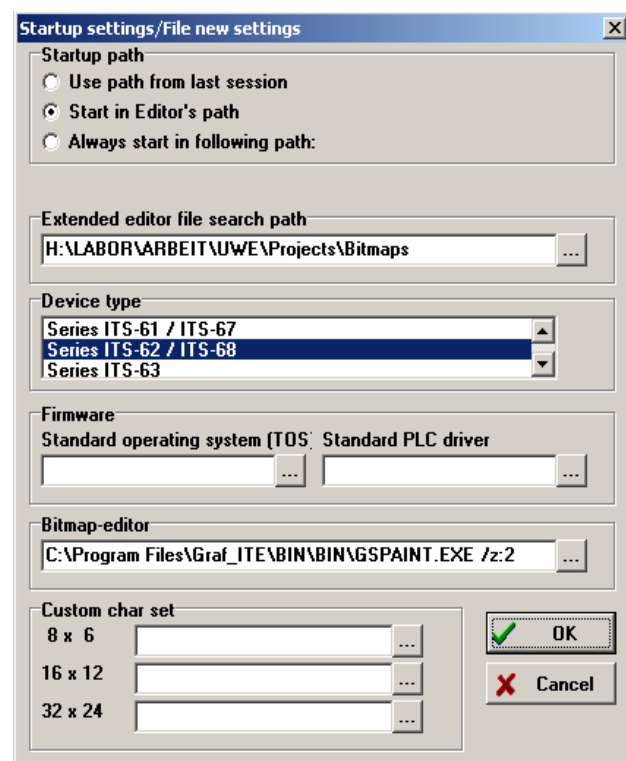 Startup settings/File new settings
Startup path
Use path from last session
Start in Editor's path
Always start in following path:
Extended editor file search path
H:\LABOR\ARBEIT\UWE\Projects\Bitmaps ...
Device type
Series ITS-61 / ITS-67
Series ITS-62 / ITS-68
Series ITS-63
Firmware
Standard operating system (TOS) Standard PLC driver
... ...
Bitmap-editor
C:\Program Files\Graf_ITE\BIN\BIN\GSPAINT.EXE /z:2 ...
Custom char set
8 x 6 ...
OK
16 x 12 ...
Cancel
32 x 24 ...